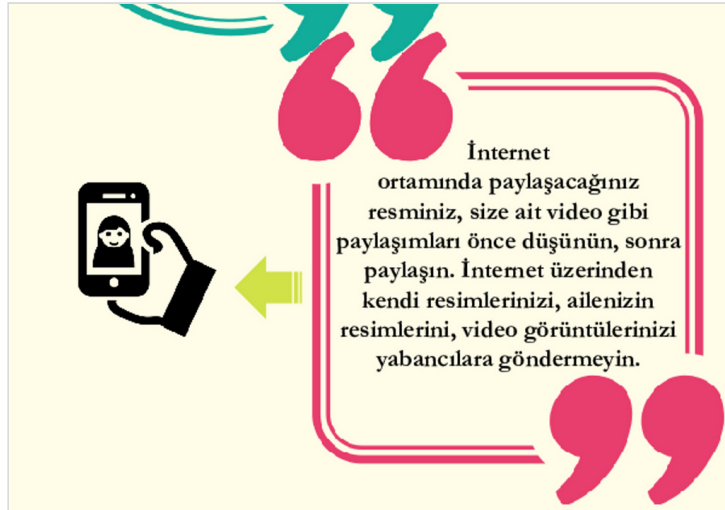 İnternet
ortamında paylaşacağınız
resminiz, size ait video gibi
paylaşımları önce düşünün, sonra
paylaşın. İnternet üzerinden
kendi resimlerinizi, ailenizin
resimlerini, video görüntülerinizi
yabancılara göndermeyin.